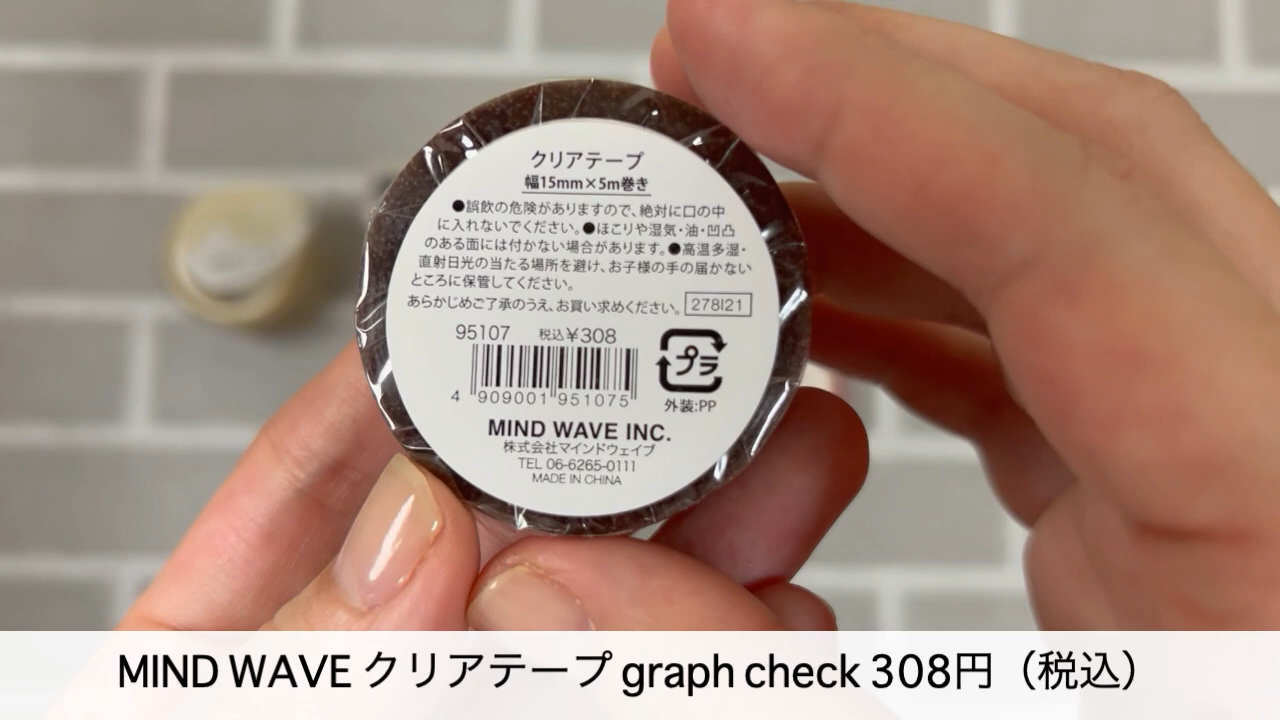 クリアテープ
幅15mm×5m巻き
●誤飲の危険がありますので、絶対に口の中
に入れないでください。●ほこりや湿気・油・凹凸
のある面には付かない場合があります。●高温多湿・
直射日光の当たる場所を避け、お子様の手の届かない
ところに保管してください。
あらかじめご了承のうえ、お買い求めください。 278I21
95107 税込¥308
プラ
4 909001 951075
外装:PP
MIND WAVE INC.
株式会社マインドウェイブ
TEL 06-6265-0111
MADE IN CHINA
MIND WAVE クリアテープ graph check 308円（税込）